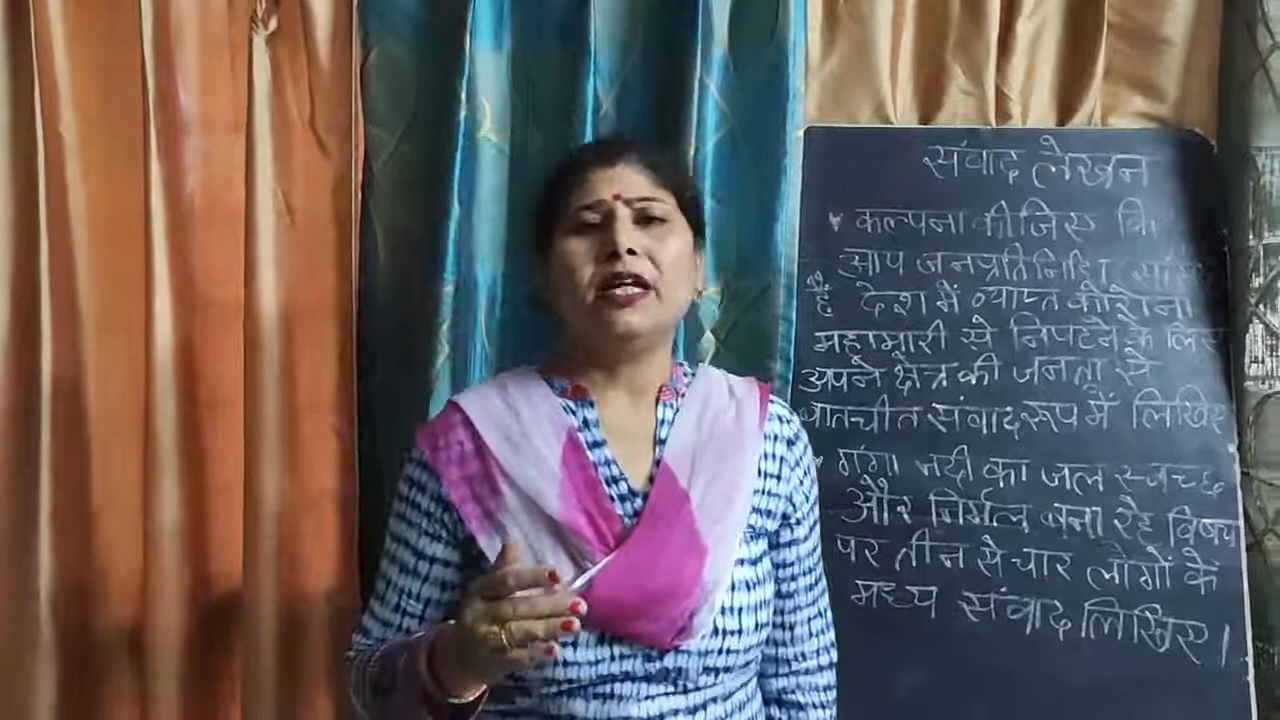 संवाद लेखन
कल्पना कीजिए कि
आप जनप्रतिनिधि
हैं देश में व्याप्त कोरोना
महामारी से निपटने के लिए
अपने क्षेत्र की जनता से
बातचीत संवाद रूप में लिखिए
गंगा नदी का जल स्वच्छ
और निर्मल बना रहे विषय
पर तीन से चार लोगों के
मध्य संवाद लिखिए।